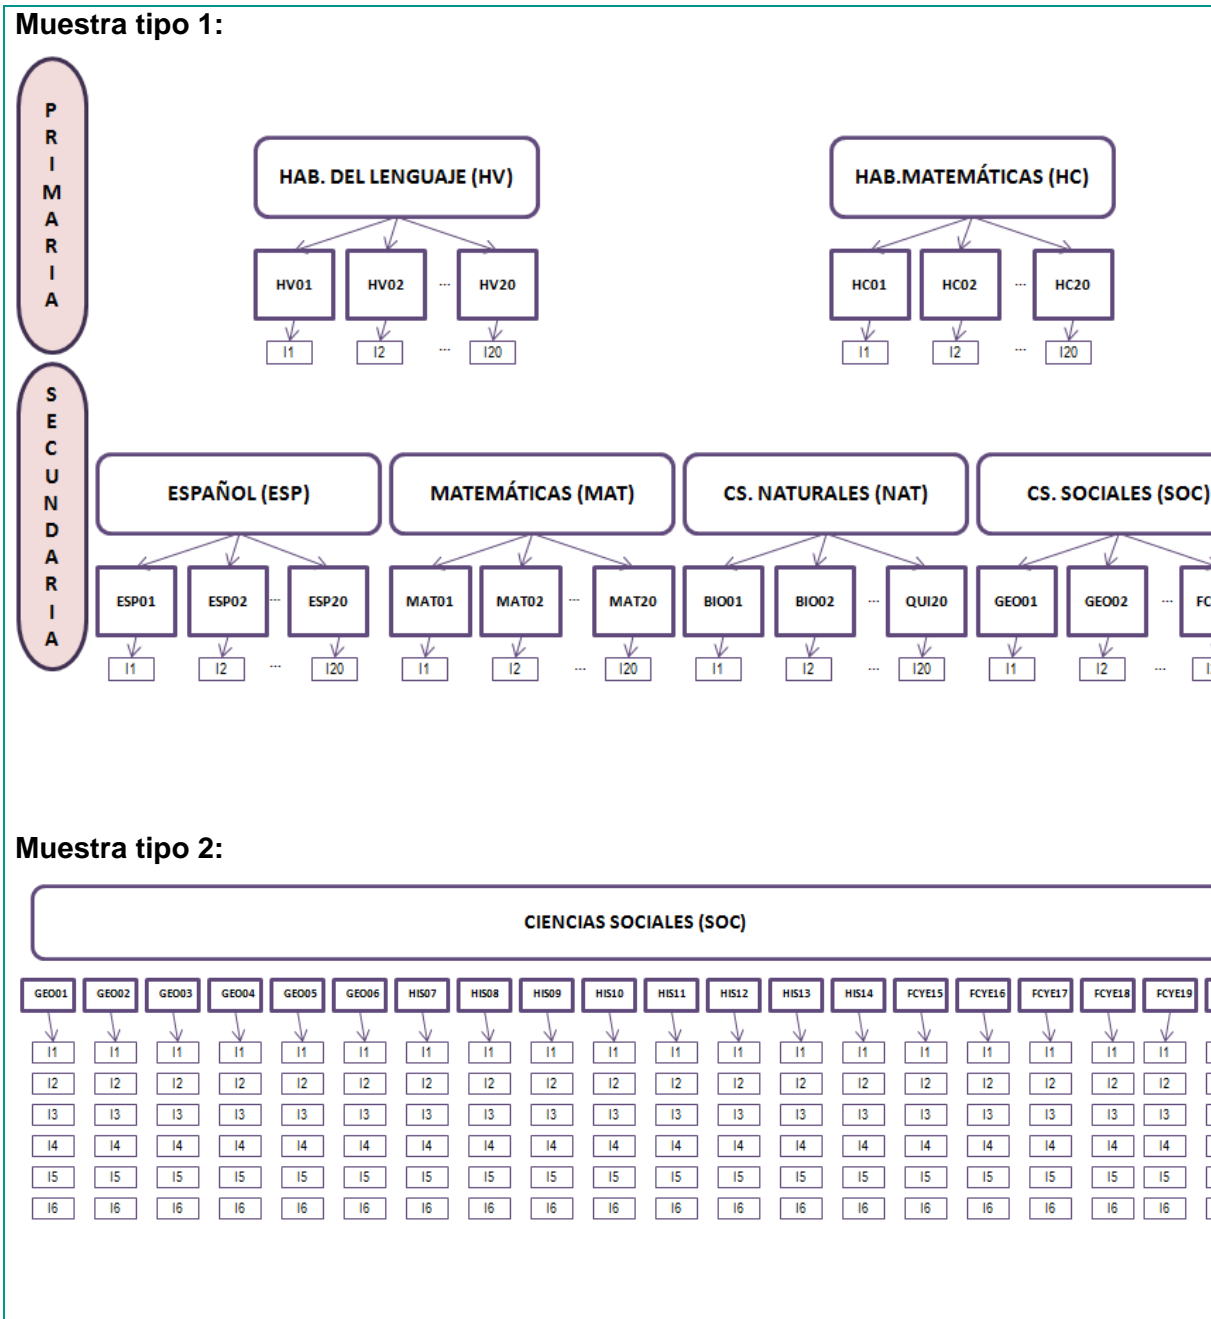 Muestra tipo 1:
PRIMARIA
HAB. DEL LENGUAJE (HV)
HAB.MATEMÁTICAS (HC)
HV01 HV02 ... HV20
HC01 HC02 ... HC20
I1 I2 ... I20
I1 I2 ... I20
SECUNDARIA
ESPAÑOL (ESP)
MATEMÁTICAS (MAT)
CS. NATURALES (NAT)
CS. SOCIALES (SOC)
ESP01 ESP02 ... ESP20
MAT01 MAT02 ... MAT20
BIO01 BIO02 ... QUI20
GEO01 GEO02 ...
I1 I2 ... I20
I1 I2 ... I20
I1 I2 ... I20
I1 I2 ...
Muestra tipo 2:
CIENCIAS SOCIALES (SOC)
GEO01 GEO02 GEO03 GEO04 GEO05 GEO06 HIS07 HIS08 HIS09 HIS10 HIS11 HIS12 HIS13 HIS14 FCYE15 FCYE16 FCYE17 FCYE18 FCYE19
I1 I1 I1 I1 I1 I1 I1 I1 I1 I1 I1 I1 I1 I1 I1 I1 I1 I1 I1
I2 I2 I2 I2 I2 I2 I2 I2 I2 I2 I2 I2 I2 I2 I2 I2 I2 I2 I2
I3 I3 I3 I3 I3 I3 I3 I3 I3 I3 I3 I3 I3 I3 I3 I3 I3 I3 I3
I4 I4 I4 I4 I4 I4 I4 I4 I4 I4 I4 I4 I4 I4 I4 I4 I4 I4 I4
I5 I5 I5 I5 I5 I5 I5 I5 I5 I5 I5 I5 I5 I5 I5 I5 I5 I5 I5
I6 I6 I6 I6 I6 I6 I6 I6 I6 I6 I6 I6 I6 I6 I6 I6 I6 I6 I6